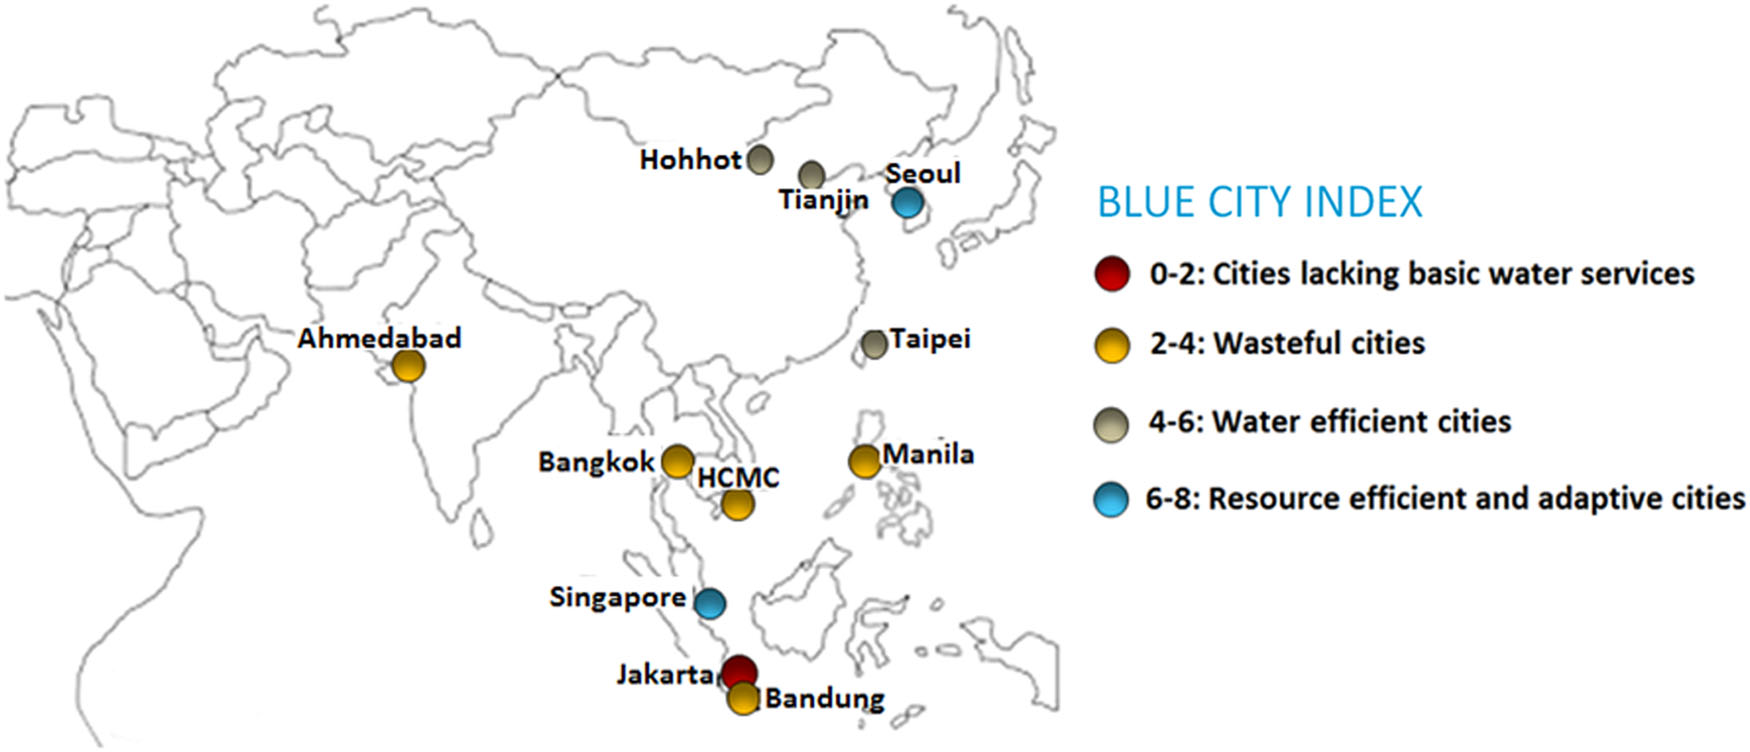 Hohhot
Tianjin
Seoul
Ahmedabad
Taipei
Bangkok
HCMC
Manila
Singapore
Jakarta
Bandung
BLUE CITY INDEX
0-2: Cities lacking basic water services
2-4: Wasteful cities
4-6: Water efficient cities
6-8: Resource efficient and adaptive cities